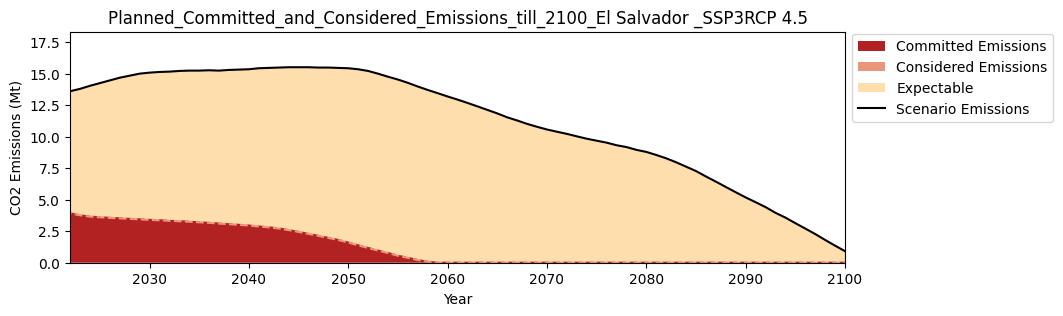 Planned_Committed_and_Considered_Emissions_till_2100_El Salvador _SSP3RCP 4.5
17.5
15.0
12.5
10.0
7.5
5.0
2.5
0.0
CO2 Emissions (Mt)
2030 2040 2050 2060 2070 2080 2090 2100
Year
Committed Emissions
Considered Emissions
Expectable
Scenario Emissions